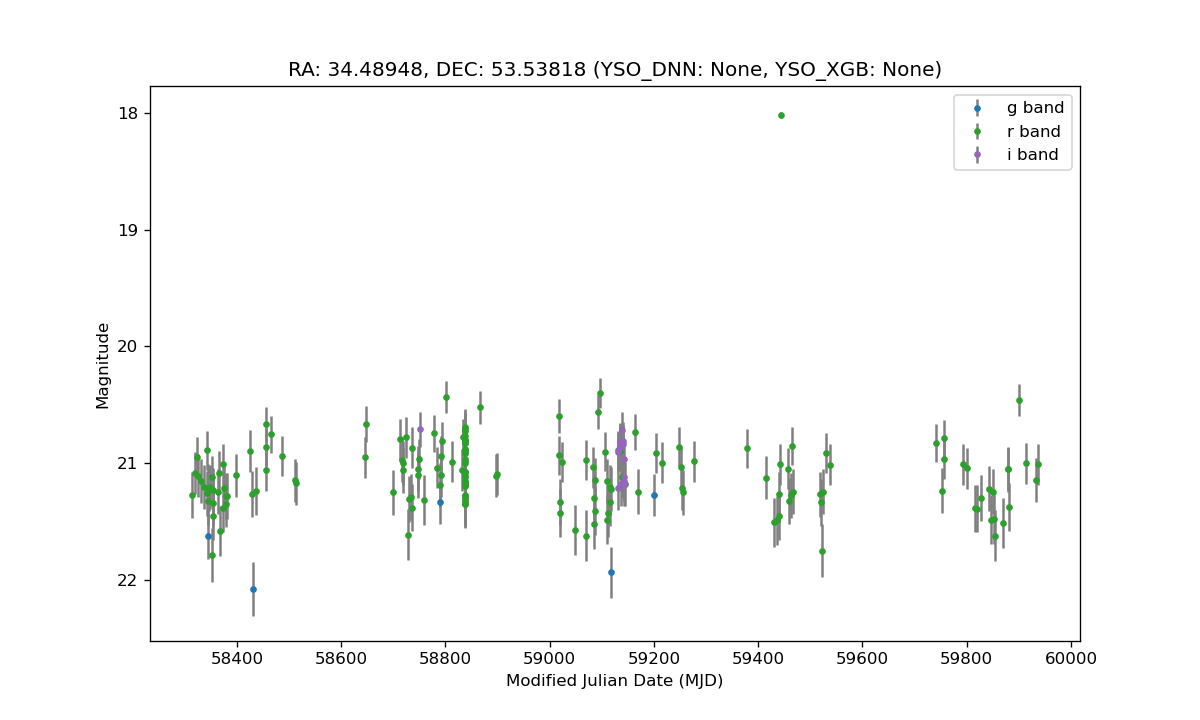 RA: 34.48948, DEC: 53.53818 (YSO_DNN: None, YSO_XGB: None)
g band
r band
i band
18
19
20
21
22
Magnitude
58400 58600 58800 59000 59200 59400 59600 59800 60000
Modified Julian Date (MJD)